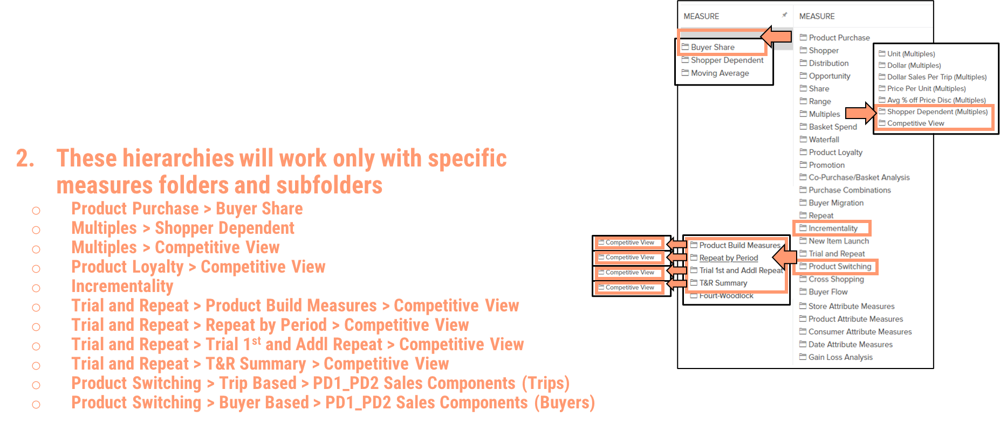 2. These hierarchies will work only with specific
measures folders and subfolders
○ Product Purchase > Buyer Share
○ Multiples > Shopper Dependent
○ Multiples > Competitive View
○ Product Loyalty > Competitive View
○ Incrementality
○ Trial and Repeat > Product Build Measures > Competitive View
○ Trial and Repeat > Repeat by Period > Competitive View
○ Trial and Repeat > Trial 1st and Addl Repeat > Competitive View
○ Trial and Repeat > T&R Summary > Competitive View
○ Product Switching > Trip Based > PD1_PD2 Sales Components (Trips)
○ Product Switching > Buyer Based > PD1_PD2 Sales Components (Buyers)
MEASURE
Buyer Share
Shopper Dependent
Moving Average
MEASURE
Product Purchase
Shopper
Distribution
Opportunity
Share
Range
Multiples
Basket Spend
Waterfall
Product Loyalty
Promotion
Co-Purchase/Basket Analysis
Purchase Combinations
Buyer Migration
Repeat
Incrementality
New Item Launch
Trial and Repeat
Product Switching
Cross Shopping
Buyer Flow
Store Attribute Measures
Product Attribute Measures
Consumer Attribute Measures
Date Attribute Measures
Gain Loss Analysis
Unit (Multiples)
Dollar (Multiples)
Dollar Sales Per Trip (Multiples)
Price Per Unit (Multiples)
Avg % off Price Disc (Multiples)
Shopper Dependent (Multiples)
Competitive View
Product Build Measures
Repeat by Period
Trial 1st and Addl Repeat
T&R Summary
Fourt-Woodlock
Competitive View
Competitive View
Competitive View
Competitive View